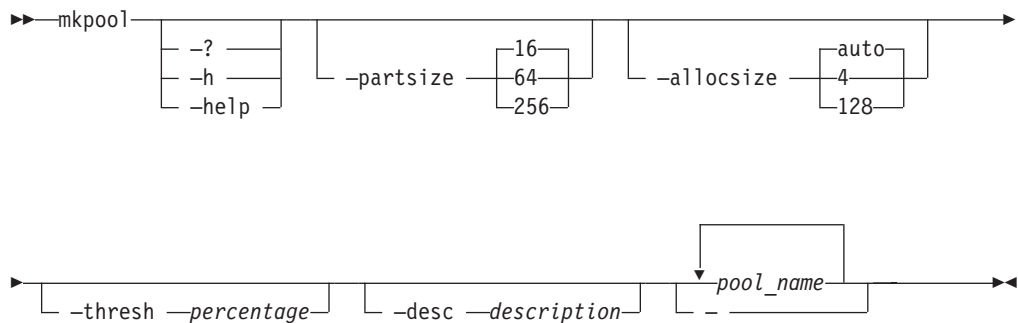 mkpool
–? 16 auto
–h –partsize 64 –allocsize 4
–help 256 128
pool_name
–thresh percentage –desc description –